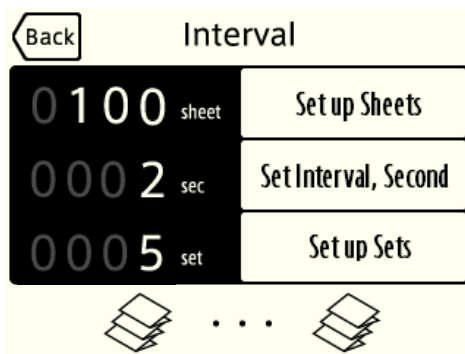 Back Interval
0100 sheet Set up Sheets
0002 sec Set Interval, Second
0005 set Set up Sets
. . .